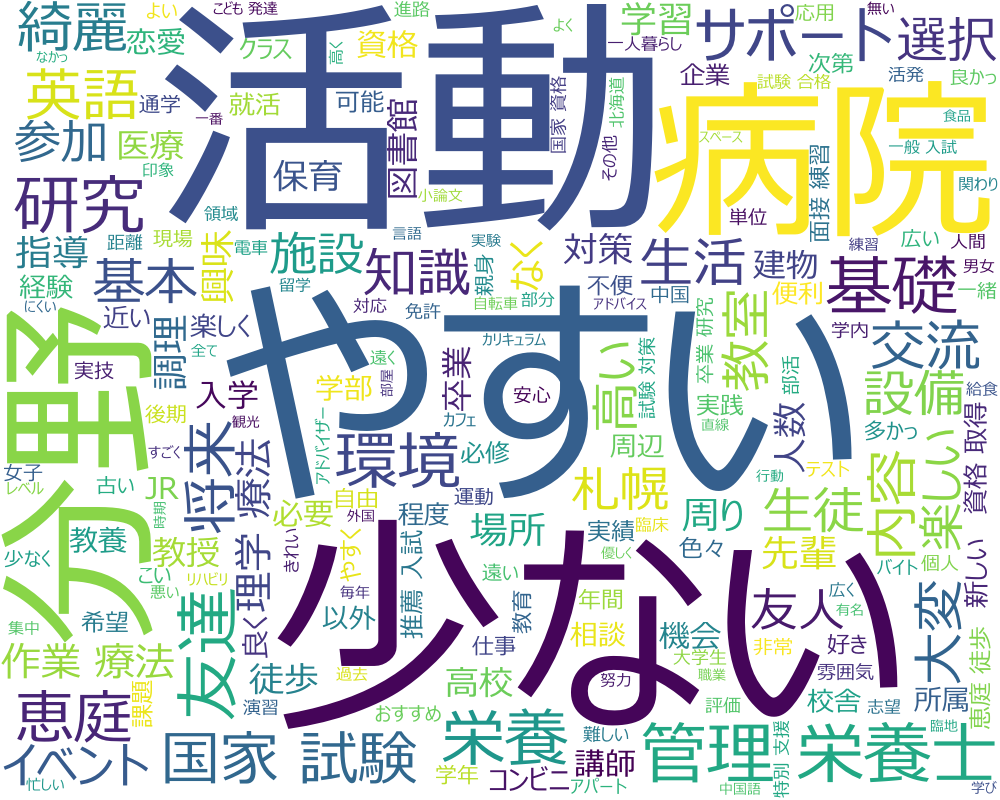 こども 発達
進路
応用
無い
よい
綺麗
恋愛
クラス
資格
高く
活動
よく
学習
一人暮らし
サポート
選択
なかっ
英語
通学
就活
可能
一番
企業
次第
活発
良かっ
試験 合格
食品
病院
参加
医療
印象
保育
図書館
小論文
国家 資格
その他
北海道
スペース
一般 入試
関わり
面接 練習
単位
研究
領域
指導
距離
現場
電車
言語
実験
施設
知識
留学
親身
なく
対策
生活
建物
練習
広い
人間
男女
基本
興味
経験
にくい
近い
楽しく
対応
免許
自転車
部分
アドバイス
不便
中国
便利
基礎
一緒
分野
実技
調理
全て
やすい
遠く
部屋
カリキュラム
試験 対策
卒業 研究
教室
部活
学内
交流
入学
学部
卒業
安心
高い
実践
直線
設備
給食
後期
観光
カフェ
周辺
人数
多かっ
女子
すごく
将来
療法
アドバイザー
環境
必修
行動
テスト
内容
楽しい
資格 取得
レベル
古い
JR
時期
必要
自由
運動
札幌
生徒
少なく
教養
外国
程度
場所
実績
臨床
周り
教授
理学
きれい
やすく
色々
先輩
バイト
個人
新しい
こい
悪い
リハビリ
少ない
優しく
遠い
集中
希望
友達
良く
毎年
以外
推薦 入試
教育
年間
友人
広く
有名
大変
作業 療法
仕事
相談
機会
非常
好き
徒歩
過去
高校
努力
大学生
職業
雰囲気
恵庭 徒歩
恵庭
課題
演習
おすすめ
評価
校舎
志望
所属
臨地
イベント
国家 試験
栄養
難しい
講師
管理
特別 支援
栄養士
忙しい
学年
コンビニ
アパート
中国語
学び